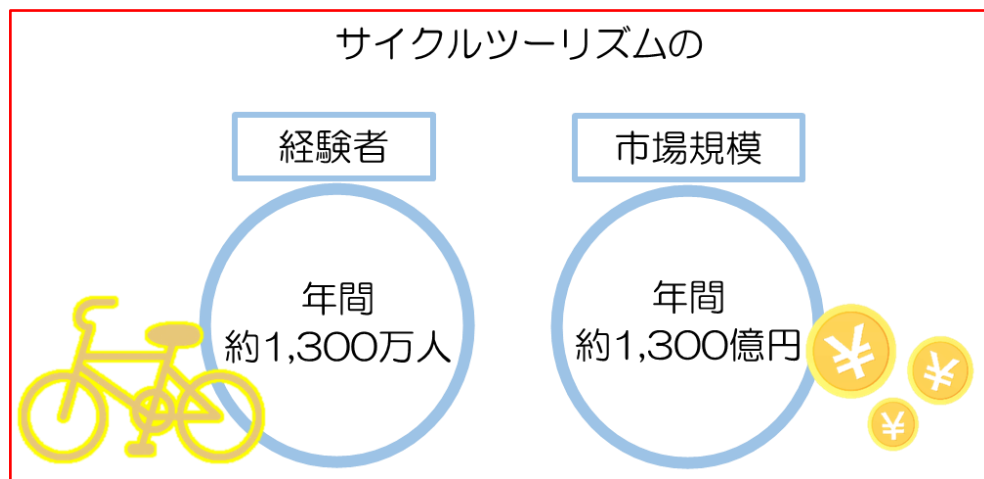 サイクルツーリズムの
経験者
市場規模
年間
約1,300万人
年間
約1,300億円
¥
¥
¥